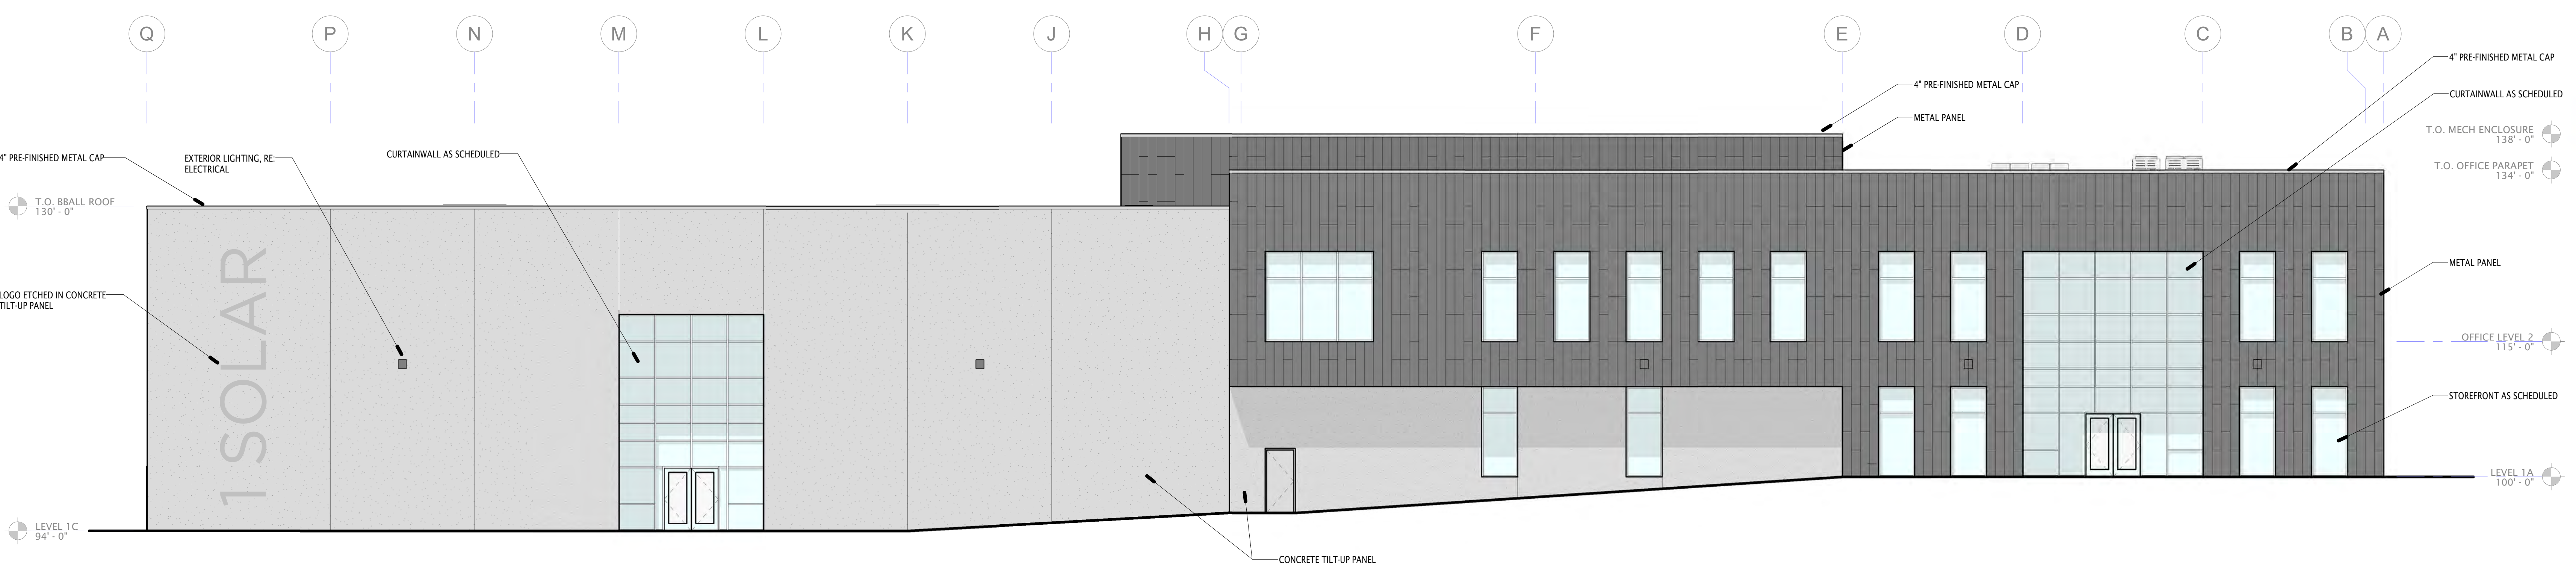 Q P N M L K J H G F E D C B A
4" PRE-FINISHED METAL CAP
4" PRE-FINISHED METAL CAP
CURTAINWALL AS SCHEDULED
METAL PANEL
T.O. MECH ENCLOSURE
138' - 0"
4" PRE-FINISHED METAL CAP
EXTERIOR LIGHTING, RE:
ELECTRICAL
CURTAINWALL AS SCHEDULED
T.O. OFFICE PARAPET
134' - 0"
T.O. BBALL ROOF
130' - 0"
METAL PANEL
LOGO ETCHED IN CONCRETE
TILT-UP PANEL
1SOLAR
OFFICE LEVEL 2
115' - 0"
STOREFRONT AS SCHEDULED
LEVEL 1A
100' - 0"
LEVEL 1C
94' - 0"
CONCRETE TILT-UP PANEL